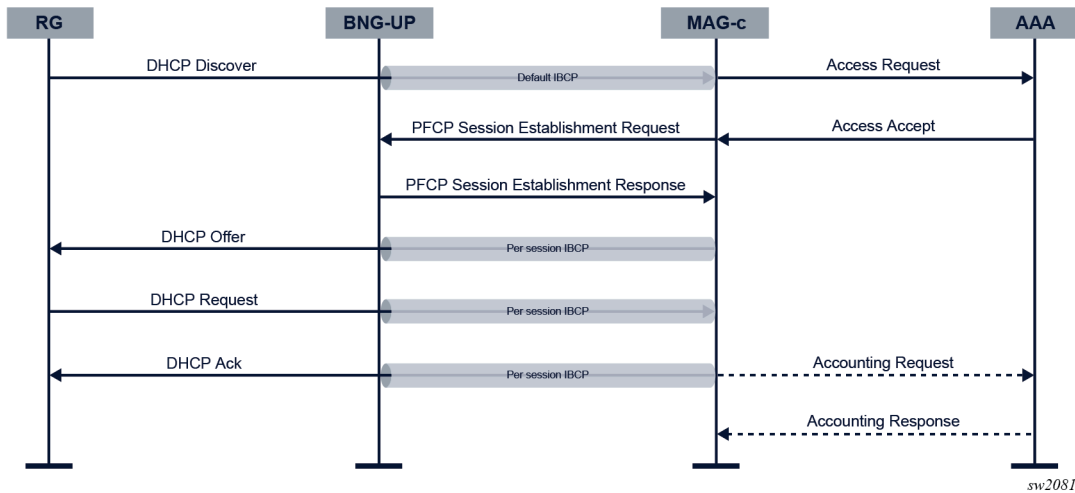 RG BNG-UP MAG-c AAA
DHCP Discover Default IBCP Access Request
PFCP Session Establishment Request Access Accept
PFCP Session Establishment Response
DHCP Offer Per session IBCP
DHCP Request Per session IBCP
DHCP Ack Per session IBCP Accounting Request
Accounting Response
sw2081